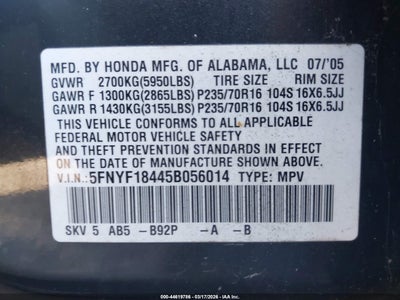 MFD. BY HONDA MFG. OF ALABAMA, LLC 07/'05
GVWR 2700KG(5950LBS) TIRE SIZE RIM SIZE
GAWR F 1300KG(2865LBS) P235/70R16 104S 16X6.5JJ
GAWR R 1430KG(3155LBS) P235/70R16 104S 16X6.5JJ
THIS VEHICLE CONFORMS TO ALL APPLICABLE
FEDERAL MOTOR VEHICLE SAFETY AND
THEFT PREVENTION STANDARDS IN EFFECT ON
THE DATE OF MANUFACTURE SHOWN ABOVE.
V.I.N.:5FNYF18445B056014 TYPE: MPV
SKV 5 AB5 -B92P -A -B
000-44619786 - 03/17/2026 - IAAI.COM